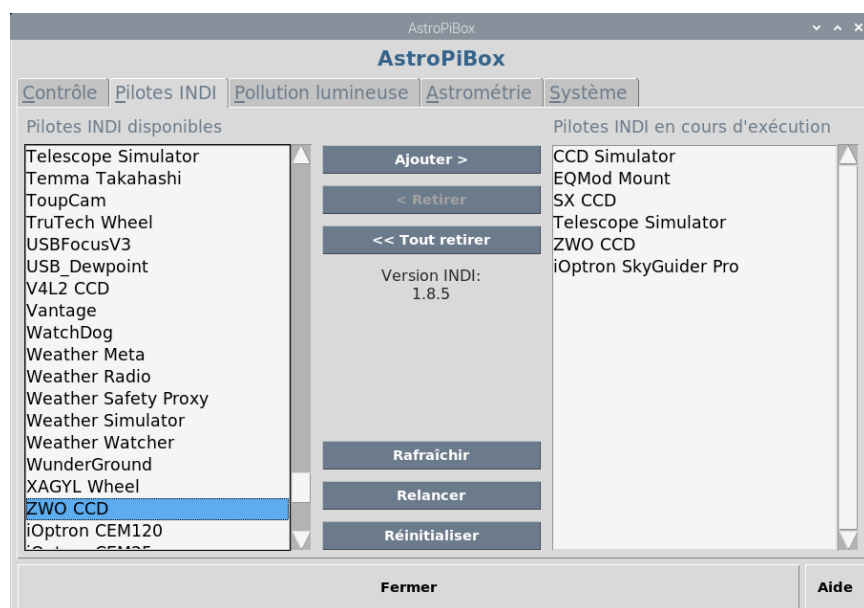 AstroPiBox
AstroPiBox
Contrôle
Pilotes INDI
Pollution lumineuse
Astrométrie
Système
Pilotes INDI disponibles
Telescope Simulator
Temma Takahashi
ToupCam
TruTech Wheel
USBFocusV3
USB_Dewpoint
V4L2 CCD
Vantage
WatchDog
Weather Meta
Weather Radio
Weather Safety Proxy
Weather Simulator
Weather Watcher
WunderGround
XAGYL Wheel
ZWO CCD
iOptron CEM120
Ajouter >
< Retirer
<< Tout retirer
Version INDI:
1.8.5
Rafraîchir
Relancer
Réinitialiser
Pilotes INDI en cours d'exécution
CCD Simulator
EQMod Mount
SX CCD
Telescope Simulator
ZWO CCD
iOptron SkyGuider Pro
Fermer
Aide